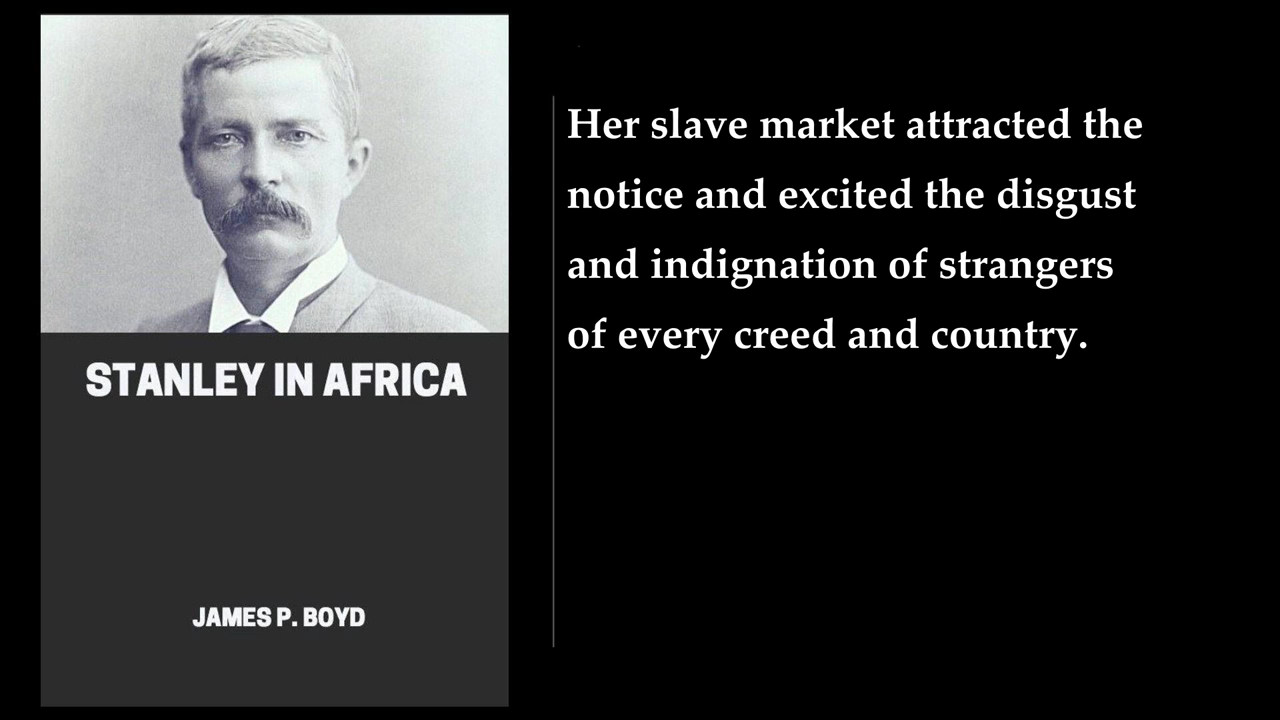 STANLEY IN AFRICA
JAMES P. BOYD
Her slave market attracted the
notice and excited the disgust
and indignation of strangers
of every creed and country.